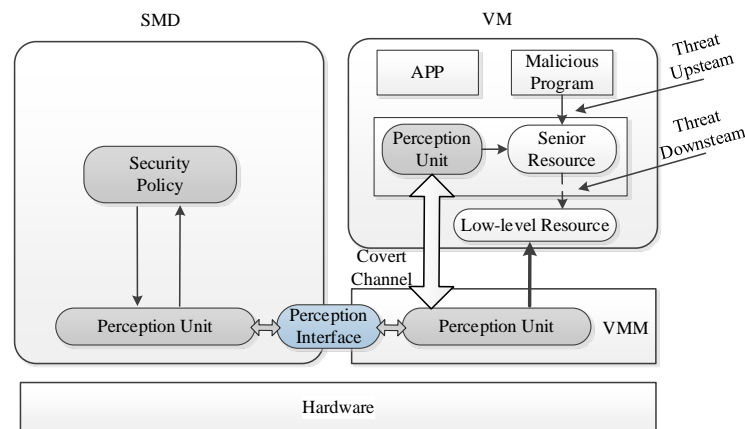 SMD
VM
APP
Malicious
Program
Threat
Upsteam
Threat
Downsteam
Perception
Unit
Senior
Resource
Security
Policy
Low-level Resource
Covert
Channel
Perception Unit
Perception
Interface
Perception Unit
VMM
Hardware